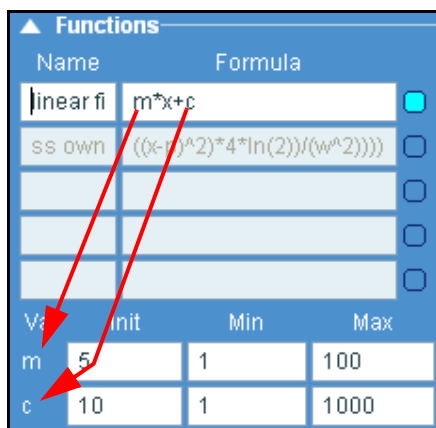 Functions
Name Formula
linear fi m*x+c
ss own ((x-p)^2)*4*ln(2))/(w^2))))
Init Min Max
m 5 1 100
c 10 1 1000